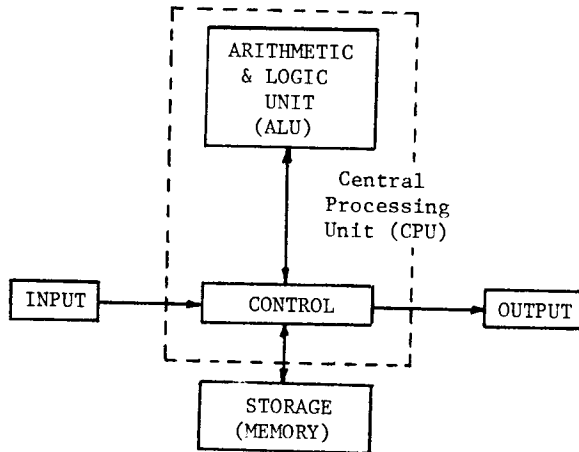 ARITHMETIC
& LOGIC
UNIT
(ALU)
Central
Processing
Unit (CPU)
INPUT
CONTROL
OUTPUT
STORAGE
(MEMORY)